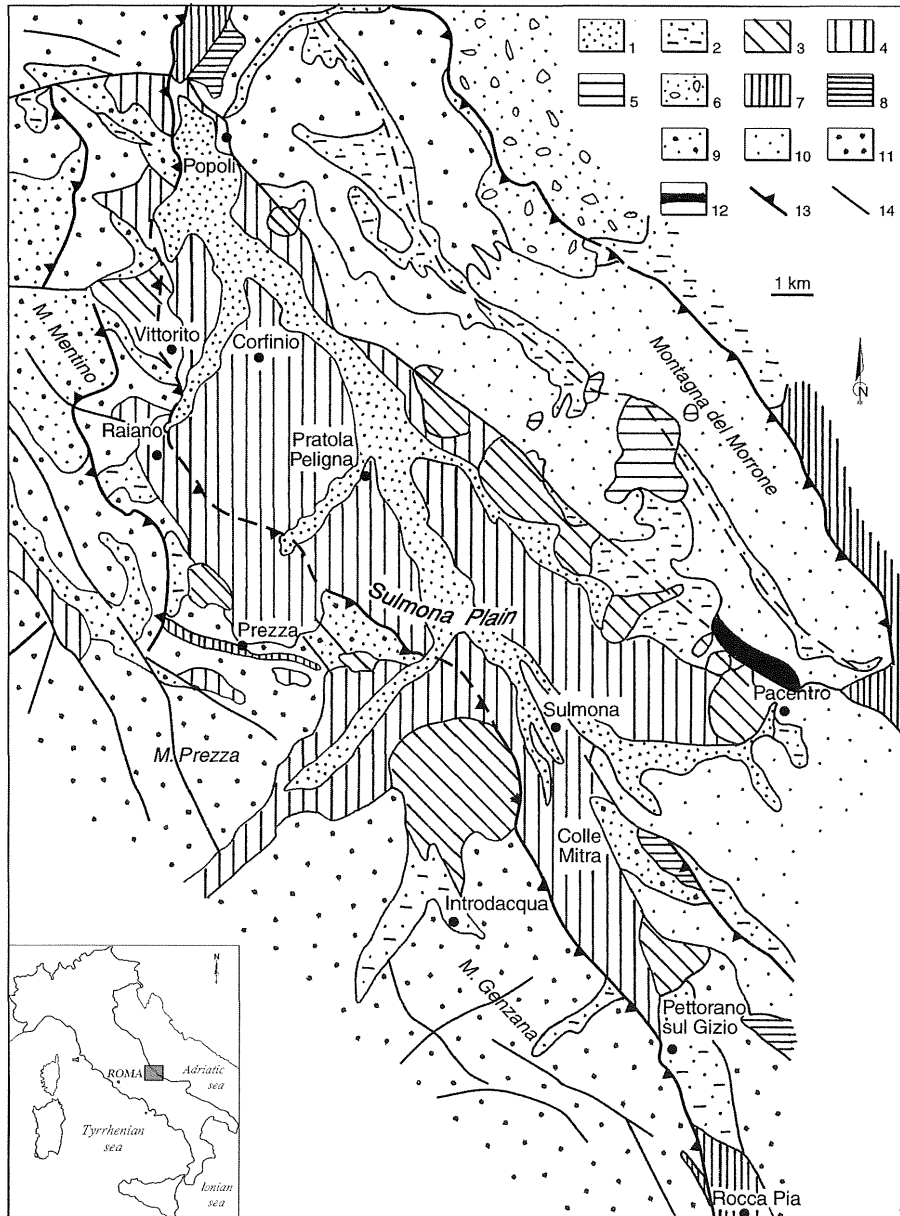 1 2 3 4
5 6 7 8
9 10 11
12 13 14
1 km
N
Popoli
M. Mentino
Vittorito
Corfinio
Montagna del Morrone
Raiano
Pratola
Peligna
Sulmona Plain
Prezza
Pacentro
Sulmona
M. Prezza
Colle
Mitra
Introdacqua
M. Genzana
Pettorano
sul Gizio
Rocca Pia
N
ROMA
Adriatic
sea
Tyrrhenian
sea
Ionian
sea